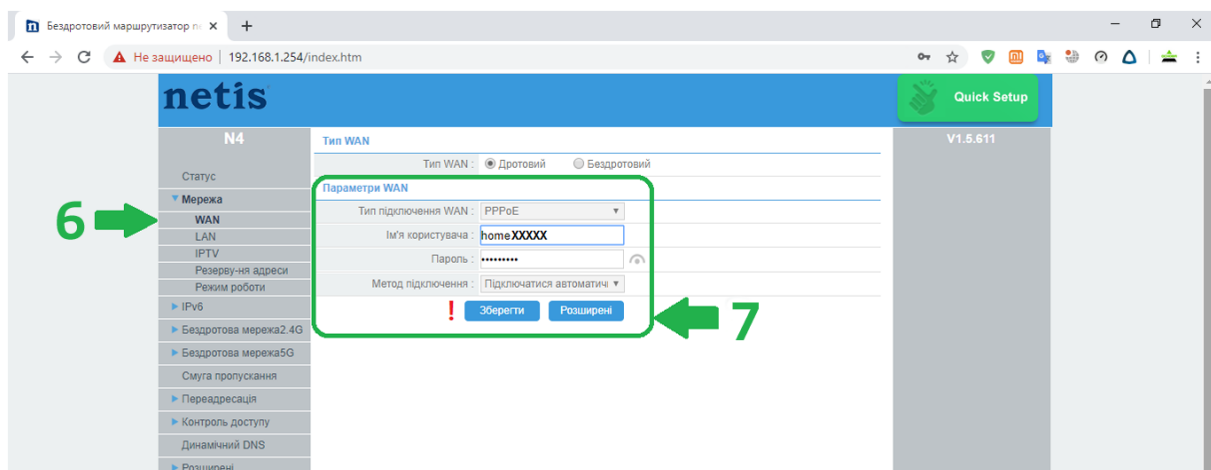 Бездротовий маршрутизатор n
Не защищено | 192.168.1.254/index.htm
netis
Quick Setup
N4
V1.5.611
Статус
Мережа
WAN
LAN
IPTV
Резерву-ня адреси
Режим роботи
IPv6
Бездротова мережа2.4G
Бездротова мережа5G
Смуга пропускання
Переадресація
Контроль доступу
Динамічний DNS
Розширені
6
Тип WAN
Тип WAN : Дротовий Бездротовий
Параметри WAN
Тип підключення WAN : PPPoE
Ім'я користувача : homeXXXXX
Пароль : •••••••••
Метод підключення : Підключатися автоматичі
! Зберегти Розширені
7